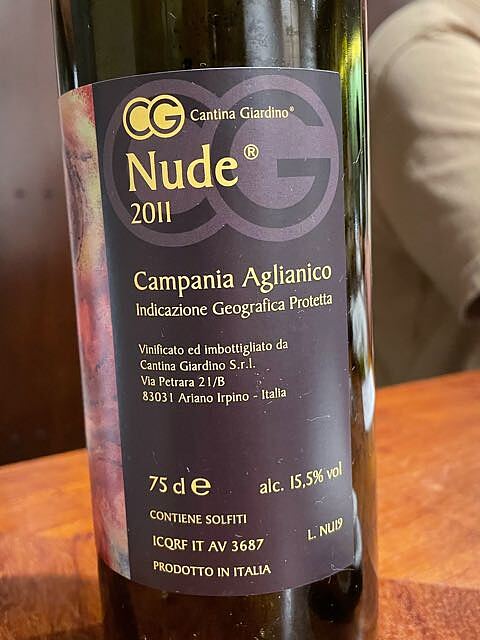 CG Cantina Giardino®
Nude®
2011
Campania Aglianico
Indicazione Geografica Protetta
Vinificato ed imbottigliato da
Cantina Giardino S.r.l.
Via Petrara 21/B
83031 Ariano Irpino - Italia
75 cl e alc. 15,5% vol
CONTIENE SOLFITI
ICQRF IT AV 3687 L. NU19
PRODOTTO IN ITALIA